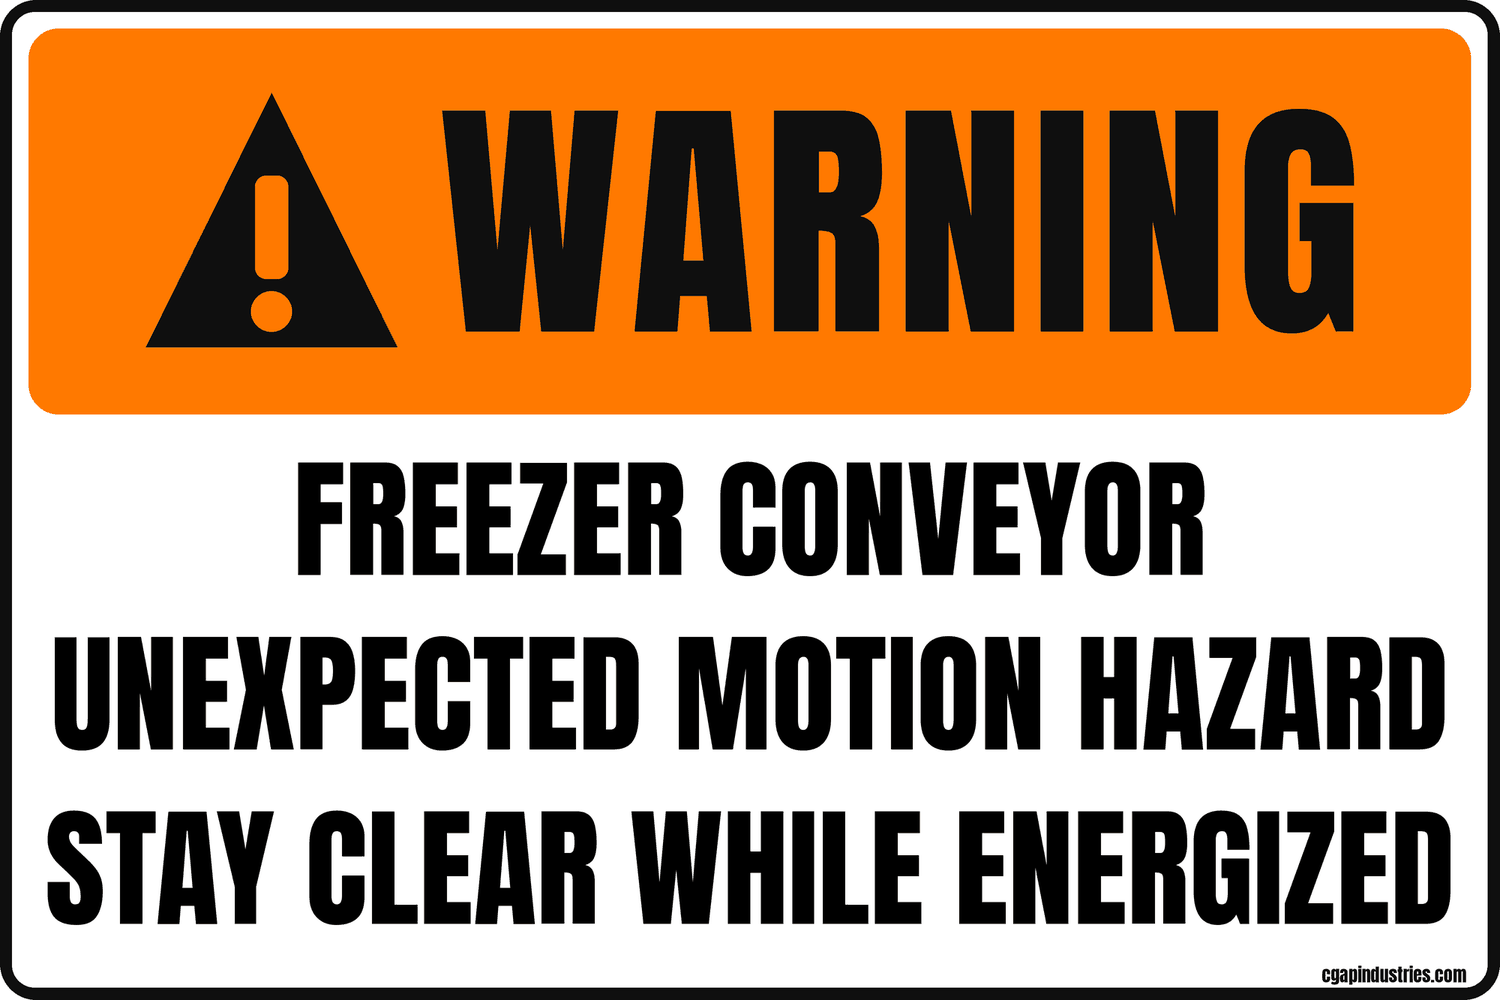 WARNING
FREEZER CONVEYOR
UNEXPECTED MOTION HAZARD
STAY CLEAR WHILE ENERGIZED
cgapindustries.com